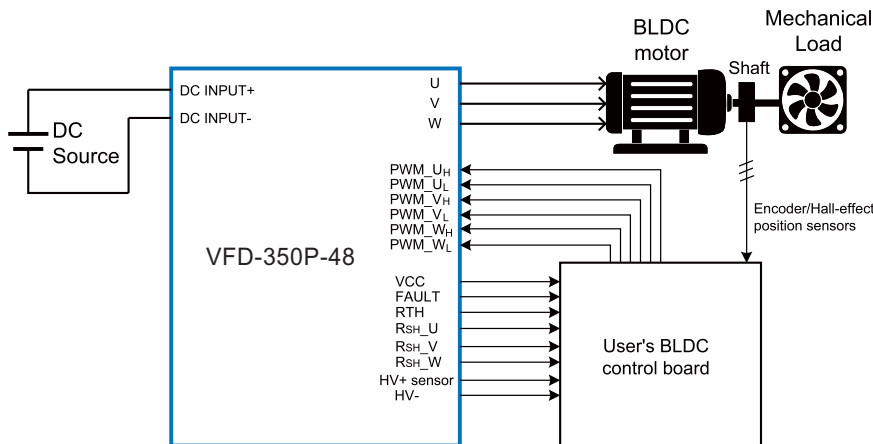 BLDC
motor
Mechanical
Load
Shaft
DC INPUT+
DC INPUT-
U
V
W
DC
Source
PWM_UH
PWM_UL
PWM_VH
PWM_VL
PWM_WH
PWM_WL
Encoder/Hall-effect
position sensors
VFD-350P-48
VCC
FAULT
RTH
RSH_U
RSH_V
RSH_W
HV+ sensor
HV-
User's BLDC
control board